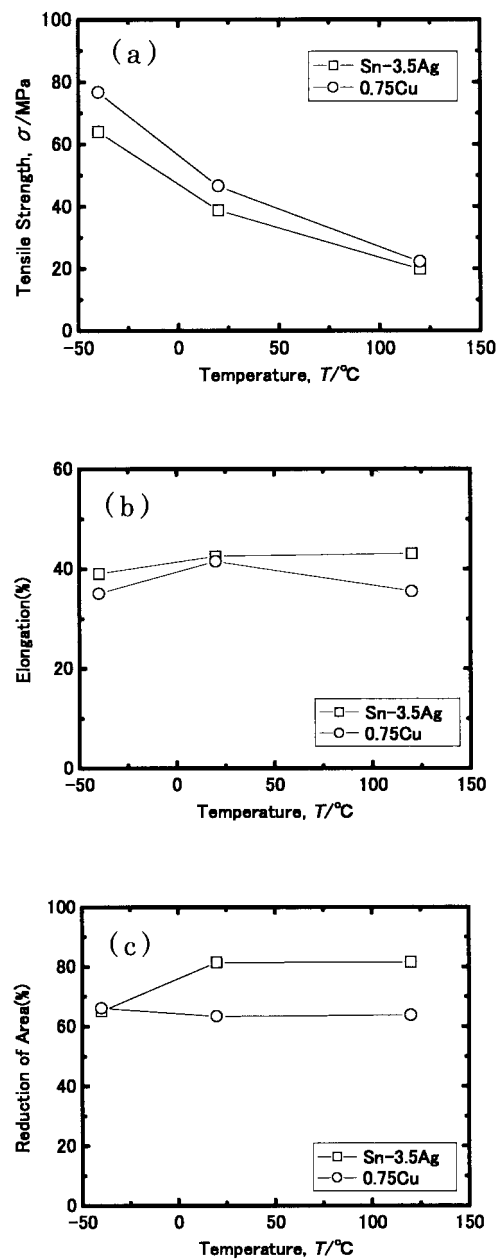 (a)
Sn-3.5Ag
0.75Cu
100
80
60
40
20
0
Tensile Strength, σ/MPa
-50 0 50 100 150
Temperature, T/°C
(b)
60
40
20
0
Elongation(%)
Sn-3.5Ag
0.75Cu
-50 0 50 100 150
Temperature, T/°C
(c)
100
80
60
40
20
0
Reduction of Area(%)
Sn-3.5Ag
0.75Cu
-50 0 50 100 150
Temperature, T/°C